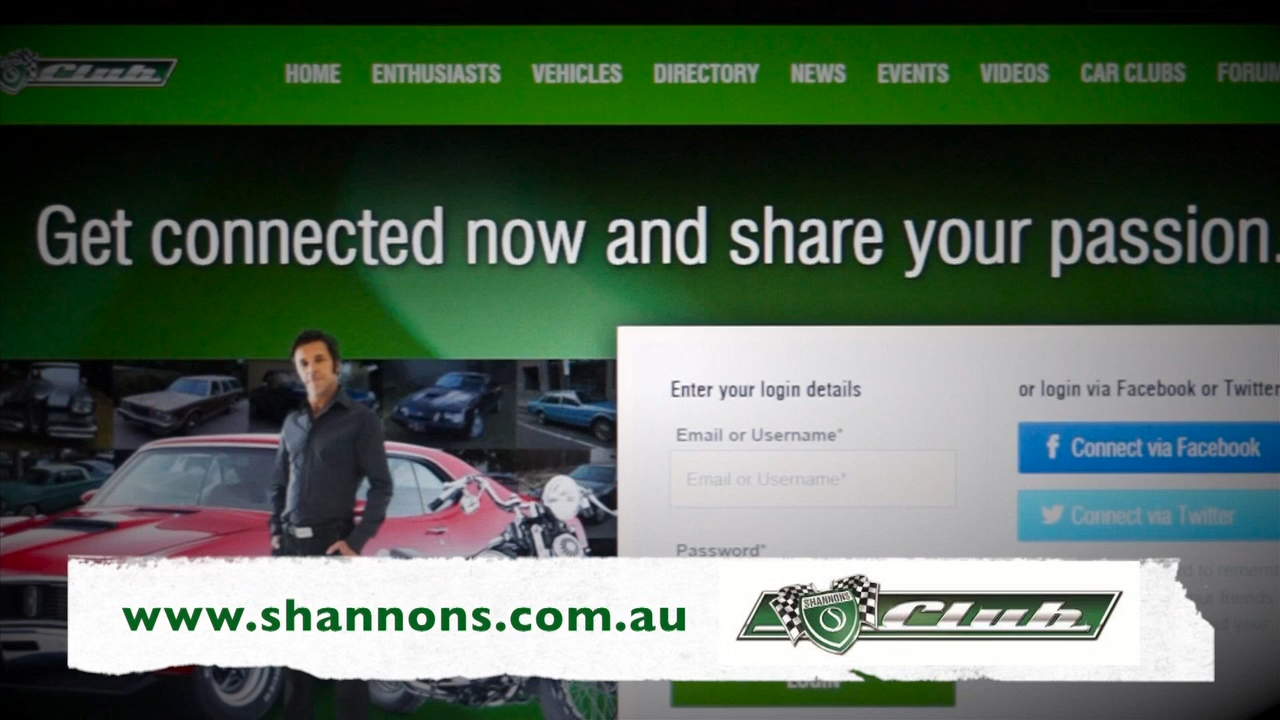 Club
HOME ENTHUSIASTS VEHICLES DIRECTORY NEWS EVENTS VIDEOS CAR CLUBS FORUM
Get connected now and share your passion.
Enter your login details
or login via Facebook or Twitter
Email or Username*
Email or Username*
Connect via Facebook
Connect via Twitter
Password*
www.shannons.com.au
SHANNONS
Club